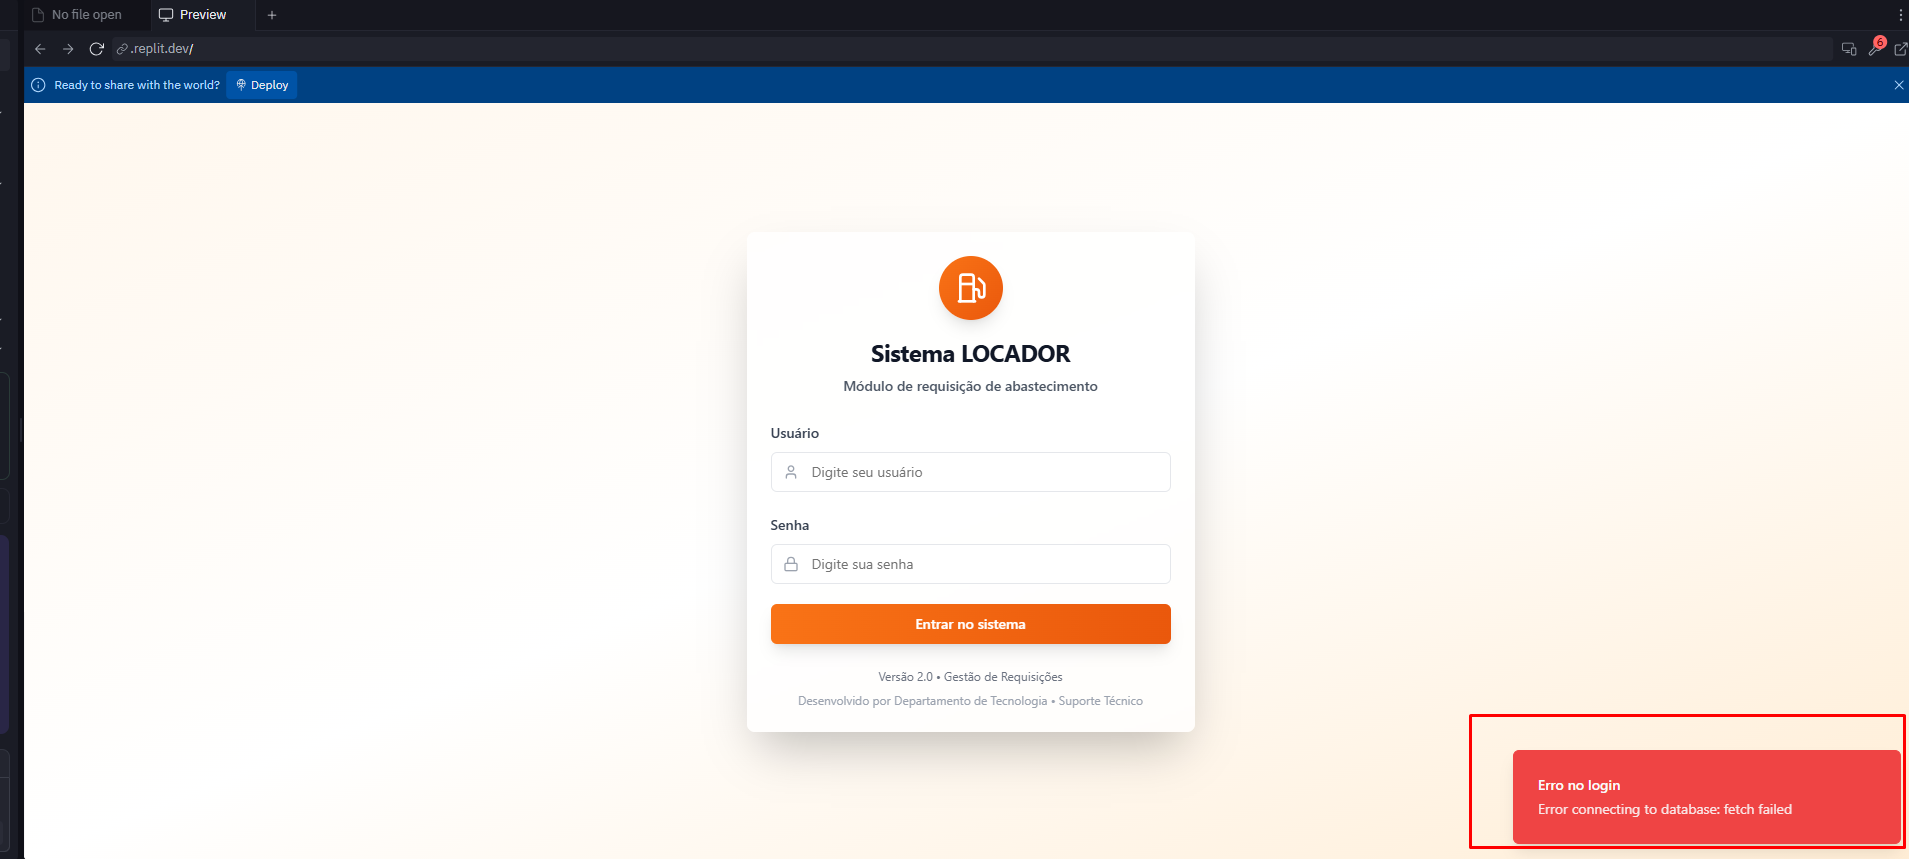 No file open
Preview
.replit.dev/
6
Ready to share with the world?
Deploy
Sistema LOCADOR
Módulo de requisição de abastecimento
Usuário
Digite seu usuário
Senha
Digite sua senha
Entrar no sistema
Versão 2.0 • Gestão de Requisições
Desenvolvido por Departamento de Tecnologia • Suporte Técnico
Erro no login
Error connecting to database: fetch failed